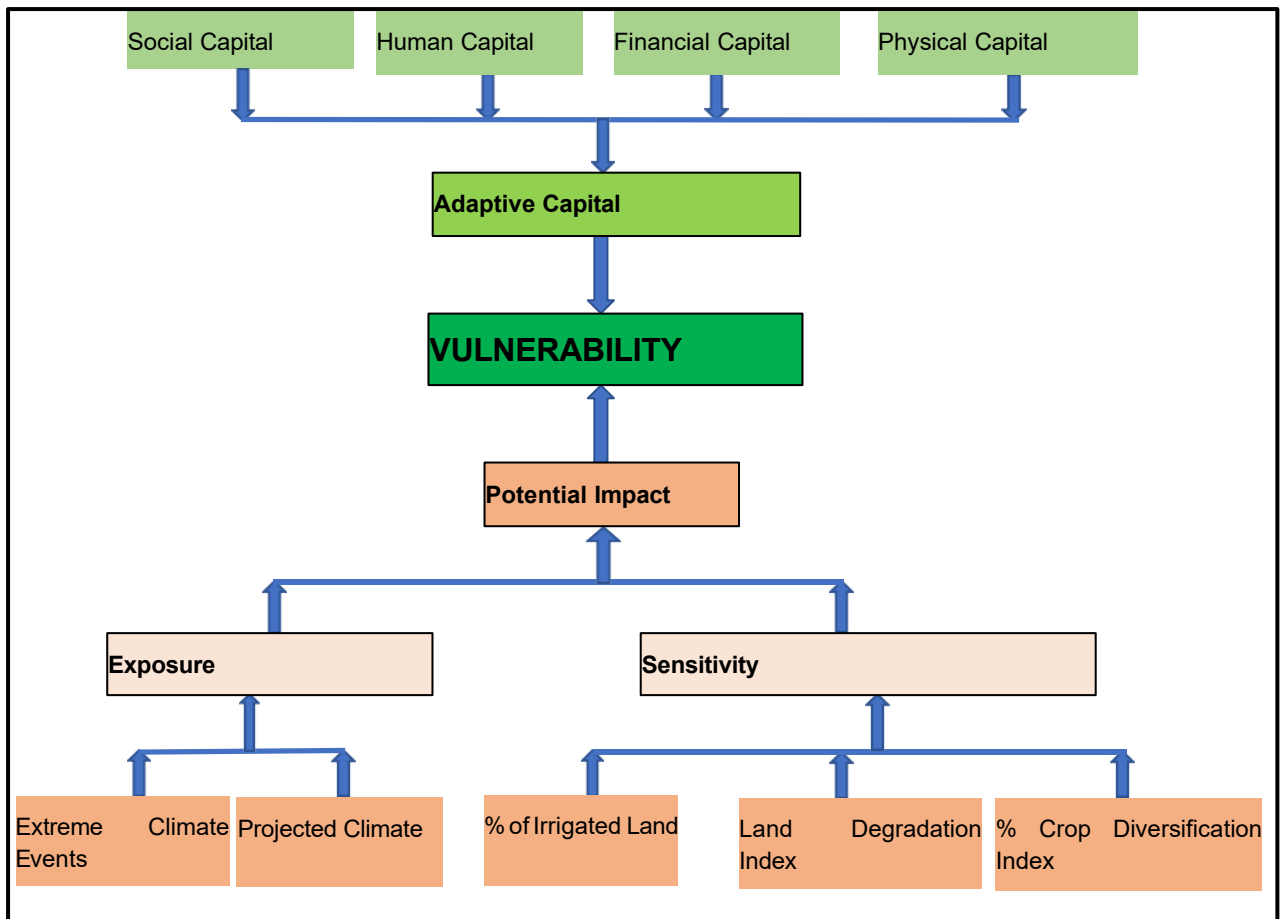 Social Capital
Human Capital
Financial Capital
Physical Capital
Adaptive Capital
VULNERABILITY
Potential Impact
Exposure
Sensitivity
Extreme Climate
Events
Projected Climate
% of Irrigated Land
Land Degradation
Index
% Crop Diversification
Index